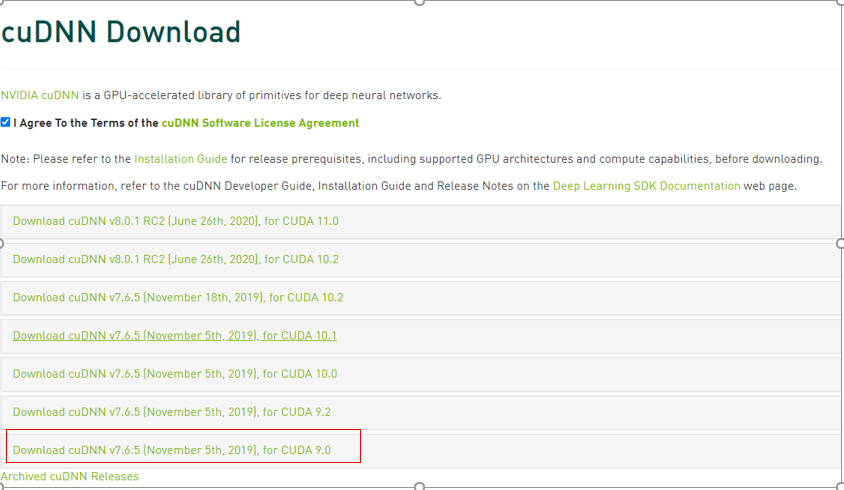 cuDNN Download
NVIDIA cuDNN is a GPU-accelerated library of primitives for deep neural networks.
I Agree To the Terms of the cuDNN Software License Agreement
Note: Please refer to the Installation Guide for release prerequisites, including supported GPU architectures and compute capabilities, before downloading.
For more information, refer to the cuDNN Developer Guide, Installation Guide and Release Notes on the Deep Learning SDK Documentation web page.
Download cuDNN v8.0.1 RC2 (June 26th, 2020), for CUDA 11.0
Download cuDNN v8.0.1 RC2 (June 26th, 2020), for CUDA 10.2
Download cuDNN v7.6.5 (November 18th, 2019), for CUDA 10.2
Download cuDNN v7.6.5 (November 5th, 2019), for CUDA 10.1
Download cuDNN v7.6.5 (November 5th, 2019), for CUDA 10.0
Download cuDNN v7.6.5 (November 5th, 2019), for CUDA 9.2
Download cuDNN v7.6.5 (November 5th, 2019), for CUDA 9.0
Archived cuDNN Releases